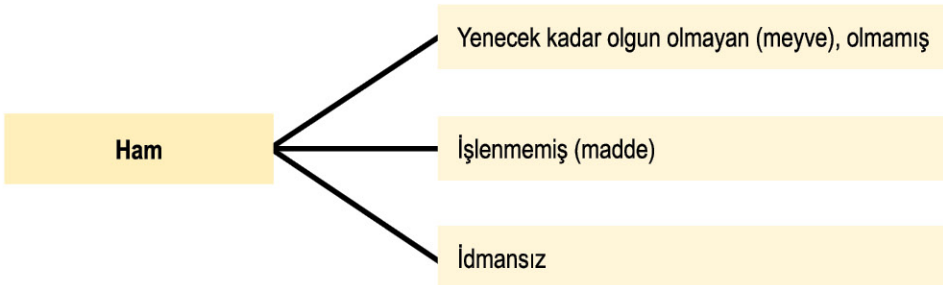 Ham
Yenecek kadar olgun olmayan (meyve), olmamış
İşlenmemiş (madde)
İdmansız